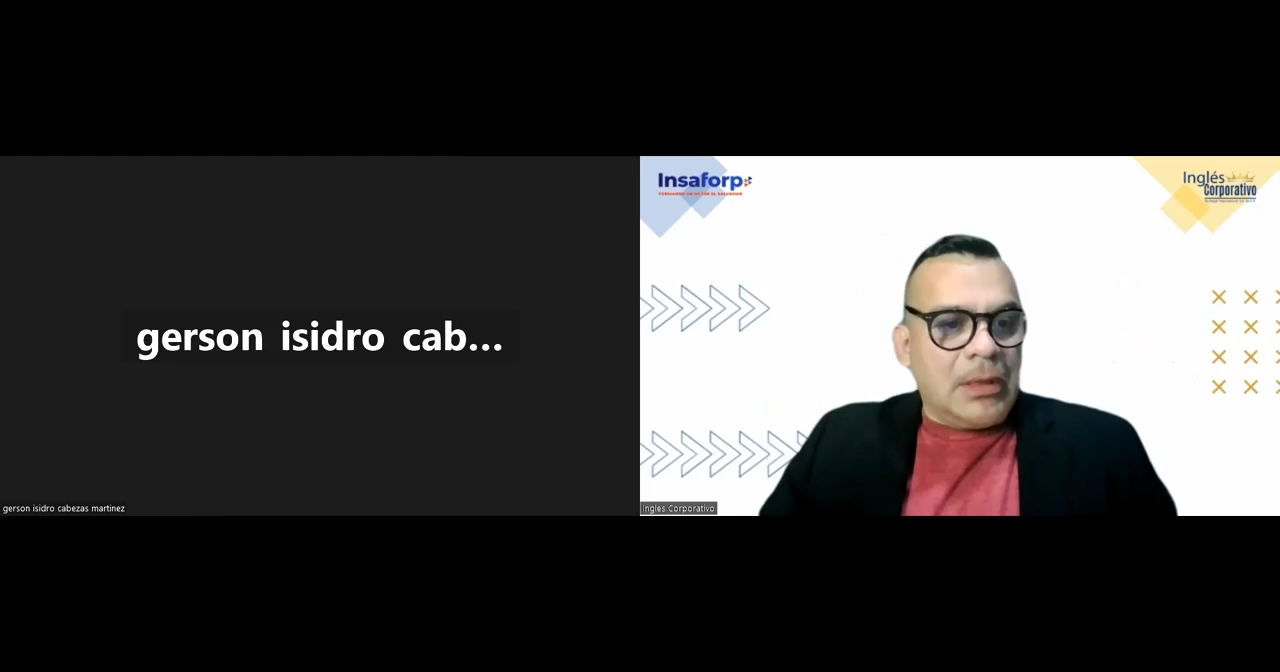 gerson isidro cab...
gerson isidro cabezas martinez
Insaforp
Inglés
Corporativo
Ingles Corporativo